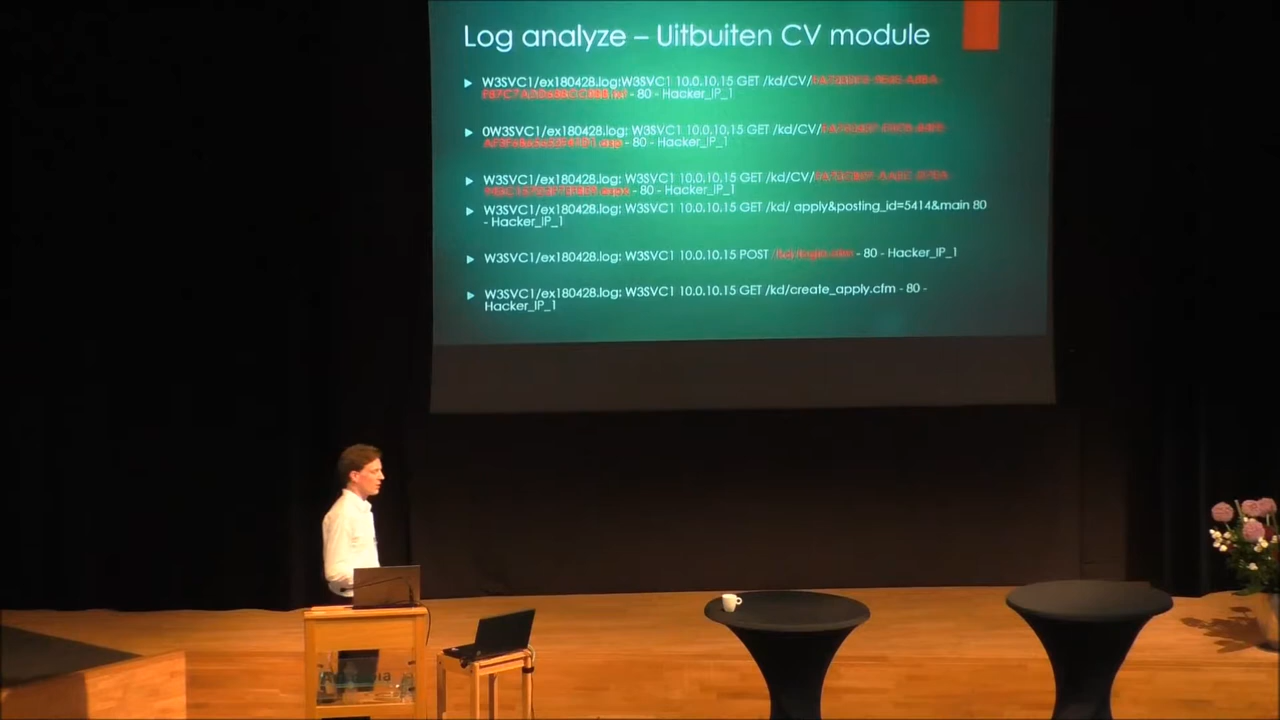 Log analyze – Uitbuiten CV module
W3SVC1/ex180428.log:W3SVC1 10.0.10.15 GET /kd/CV/
- 80 - Hacker_IP_1
0W3SVC1/ex180428.log: W3SVC1 10.0.10.15 GET /kd/CV/
- 80 - Hacker_IP_1
W3SVC1/ex180428.log: W3SVC1 10.0.10.15 GET /kd/CV/
- 80 - Hacker_IP_1
W3SVC1/ex180428.log: W3SVC1 10.0.10.15 GET /kd/ apply&posting_id=5414&main 80
- Hacker_IP_1
W3SVC1/ex180428.log: W3SVC1 10.0.10.15 POST - 80 - Hacker_IP_1
W3SVC1/ex180428.log: W3SVC1 10.0.10.15 GET /kd/create_apply.cfm - 80 -
Hacker_IP_1